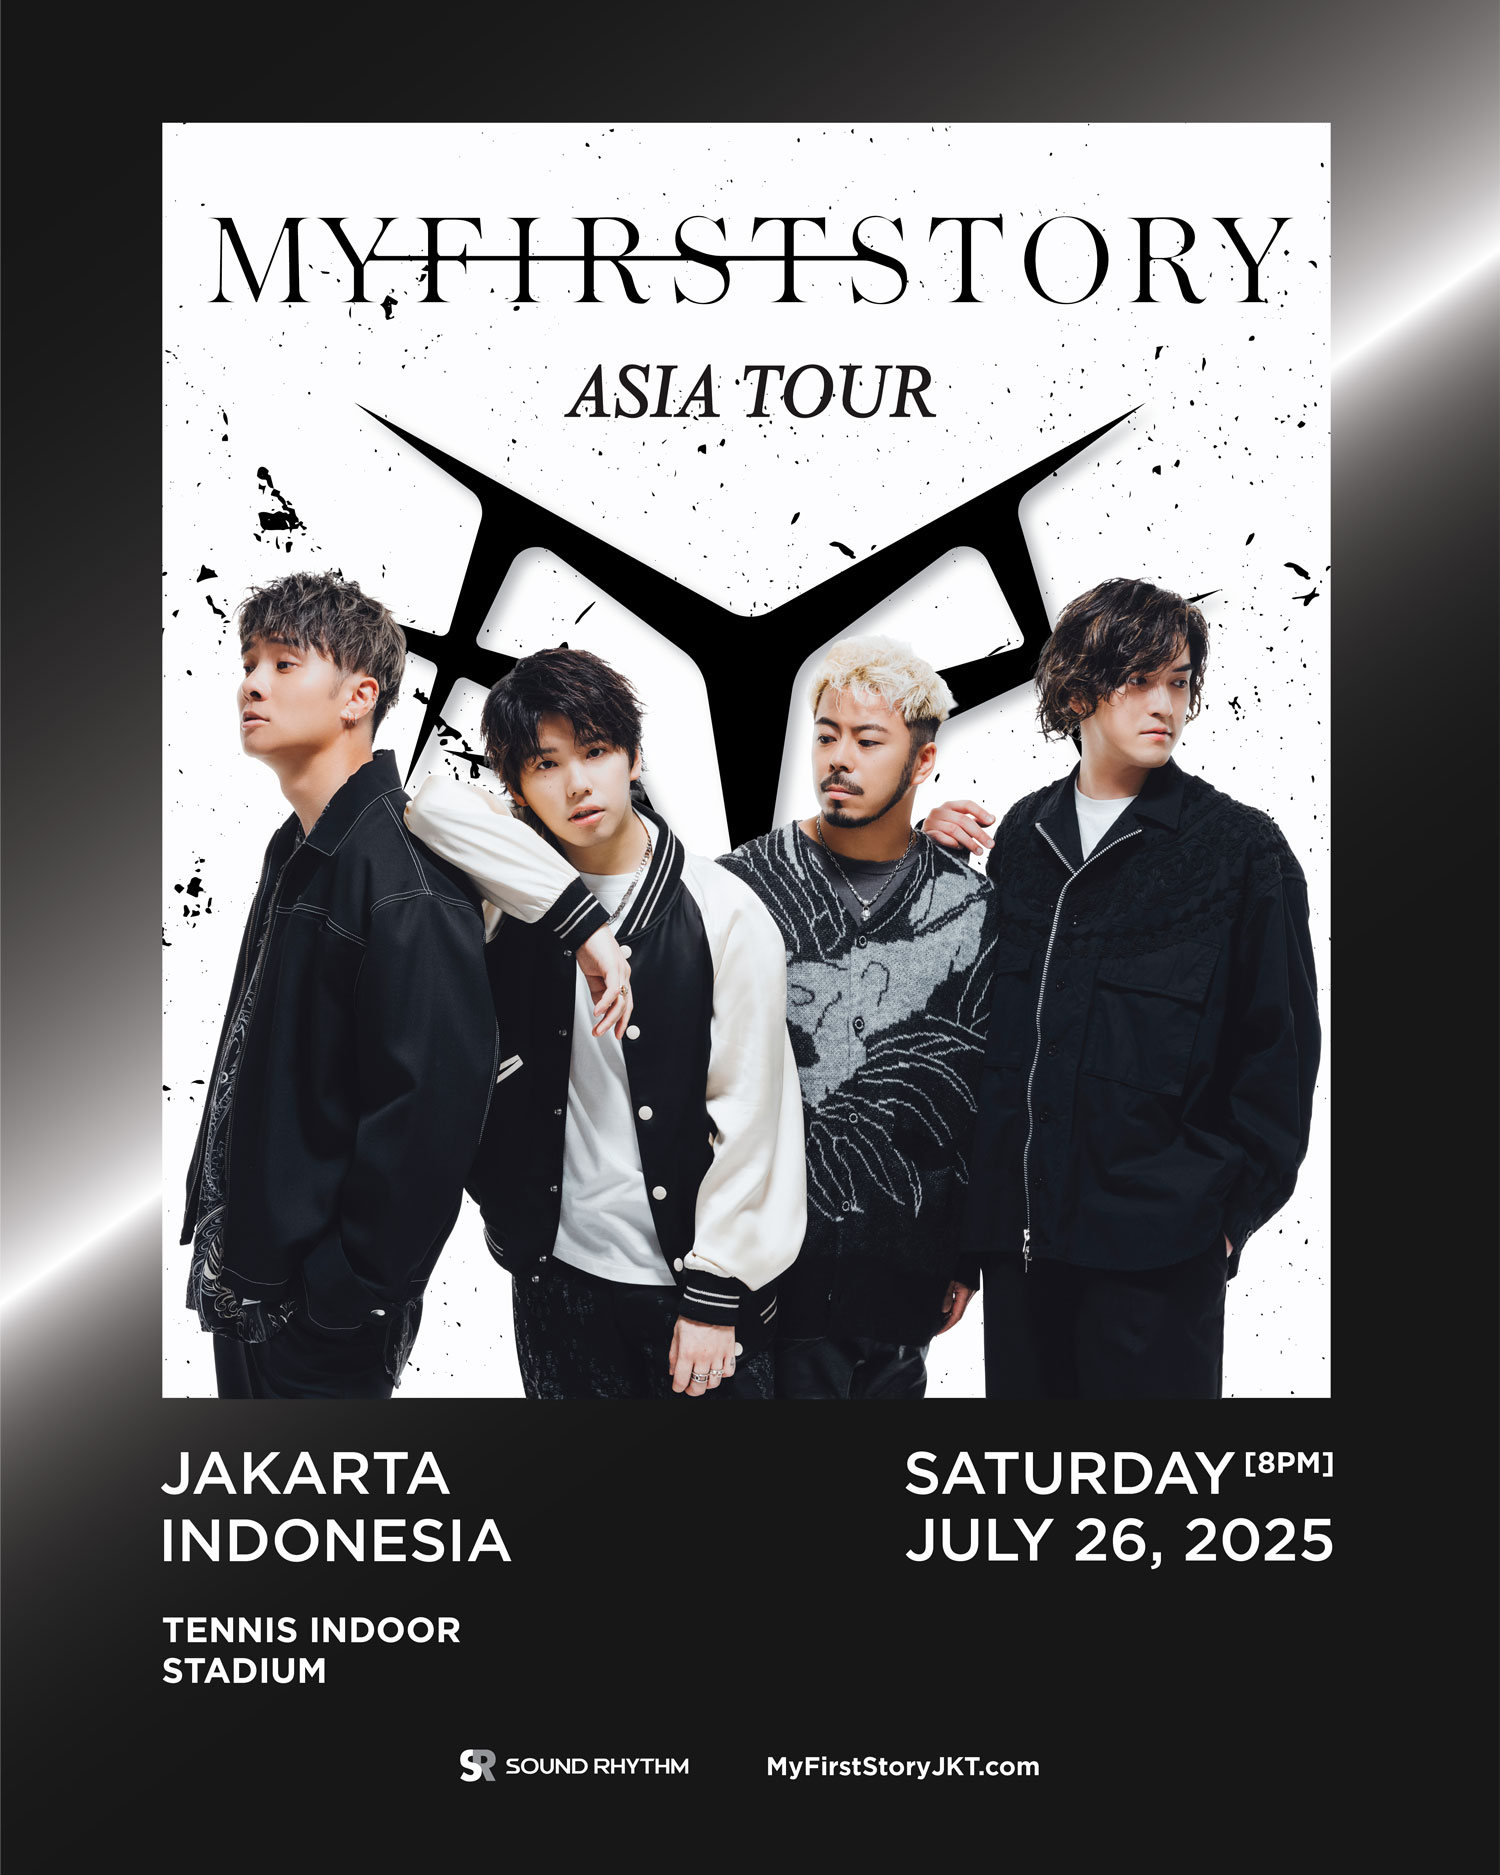 MYFIRSTSTORY
ASIA TOUR
JAKARTA
INDONESIA
SATURDAY [8PM]
JULY 26, 2025
TENNIS INDOOR
STADIUM
SR SOUND RHYTHM
MyFirstStoryJKT.com